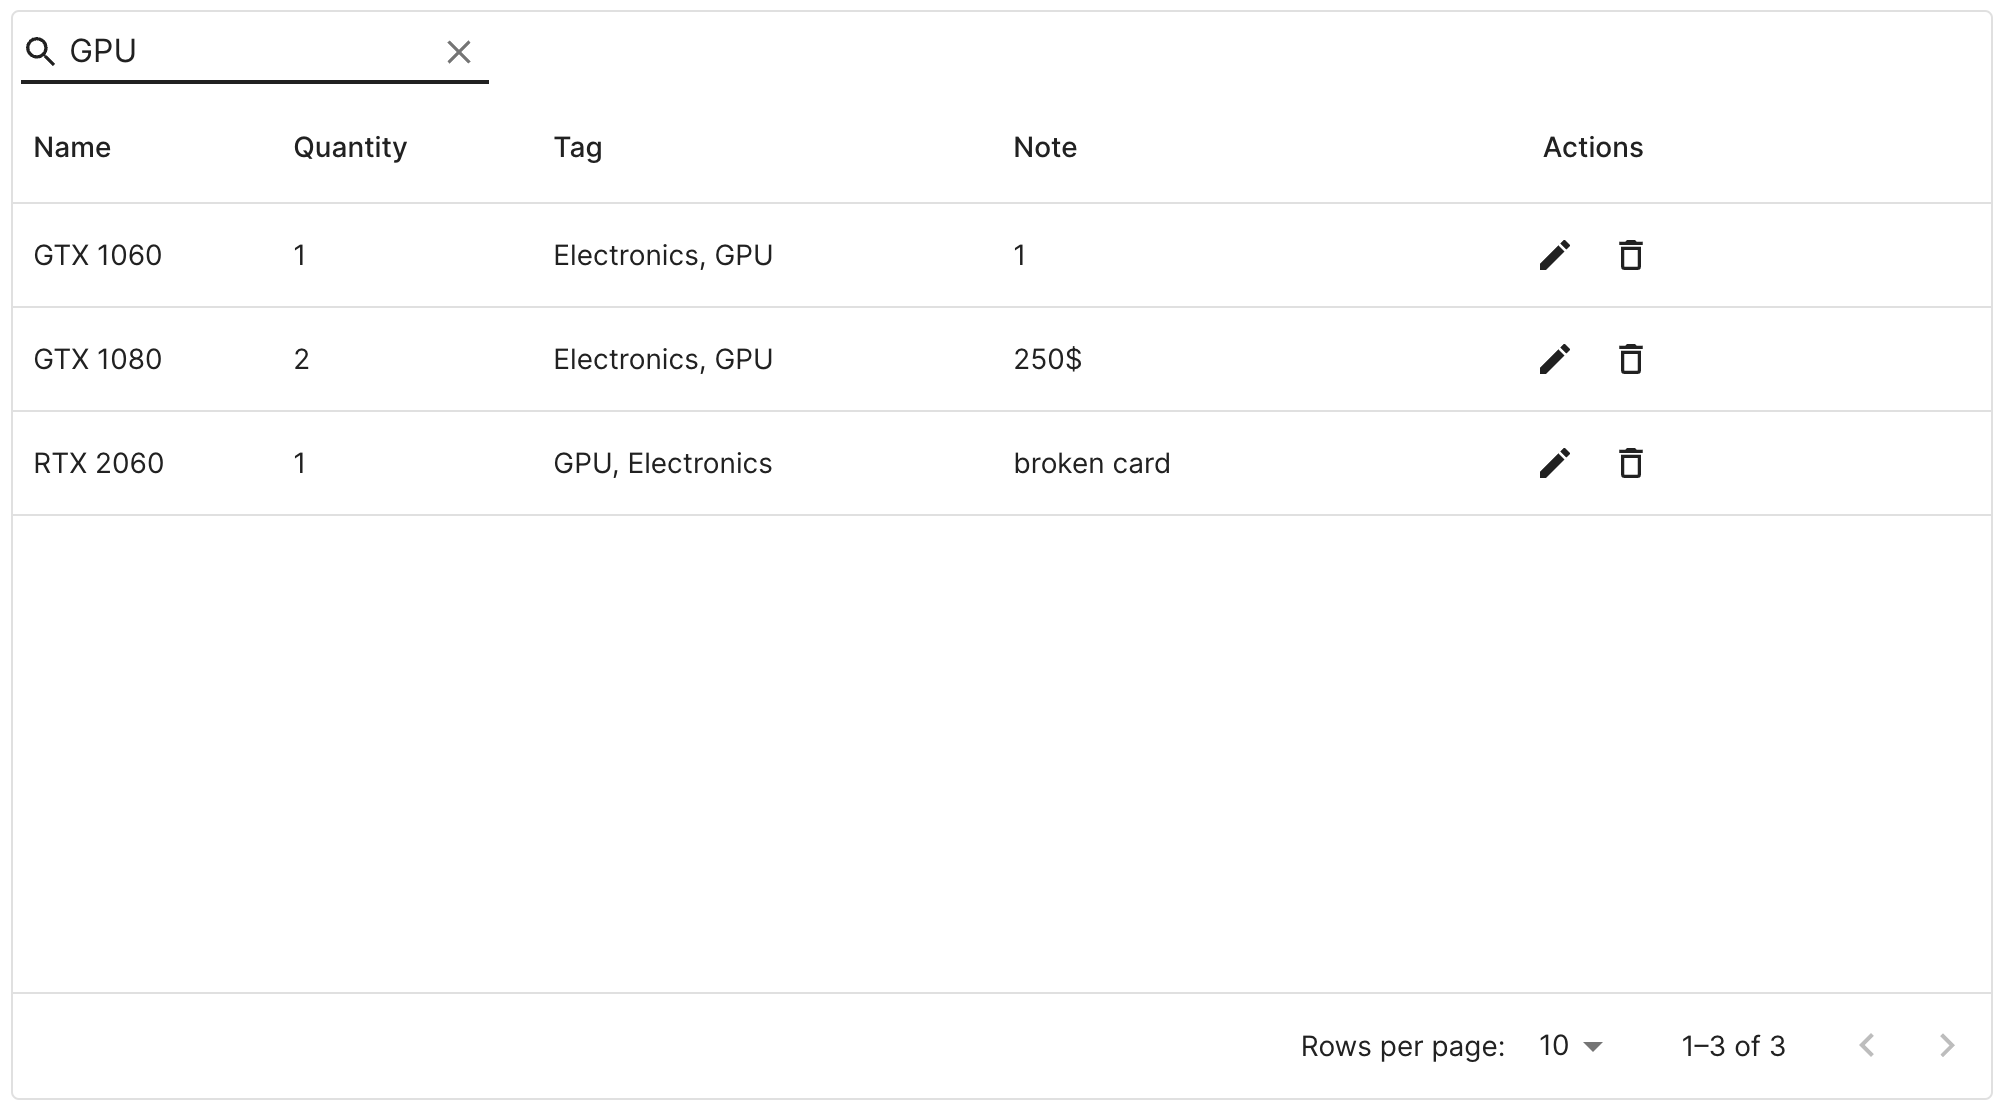 GPU
Name Quantity Tag Note Actions
GTX 1060 1 Electronics, GPU 1
GTX 1080 2 Electronics, GPU 250$
RTX 2060 1 GPU, Electronics broken card
Rows per page: 10 1–3 of 3